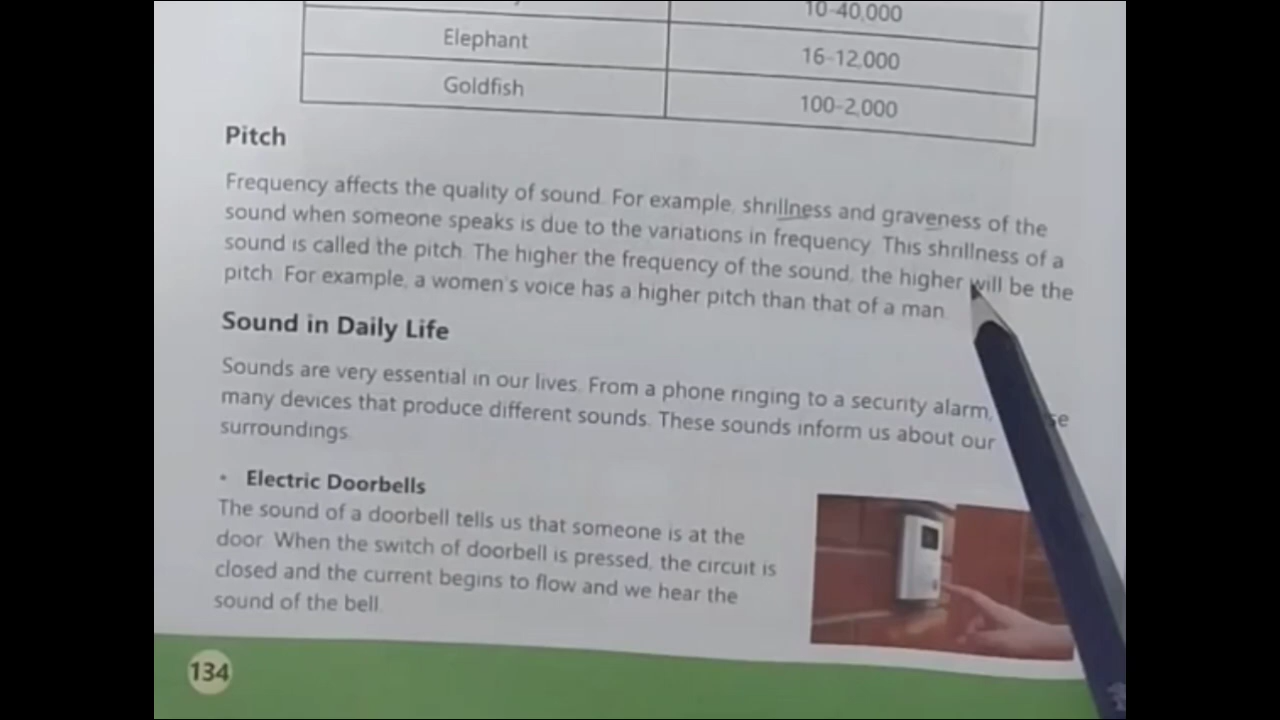 10-40,000
Elephant 16-12,000
Goldfish 100-2,000
Pitch
Frequency affects the quality of sound. For example, shrillness and graveness of the
sound when someone speaks is due to the variations in frequency. This shrillness of a
sound is called the pitch. The higher the frequency of the sound, the higher will be the
pitch. For example, a women's voice has a higher pitch than that of a man.
Sound in Daily Life
Sounds are very essential in our lives. From a phone ringing to a security alarm,
many devices that produce different sounds. These sounds inform us about our
surroundings.
• Electric Doorbells
The sound of a doorbell tells us that someone is at the
door. When the switch of doorbell is pressed, the circuit is
closed and the current begins to flow and we hear the
sound of the bell.
134